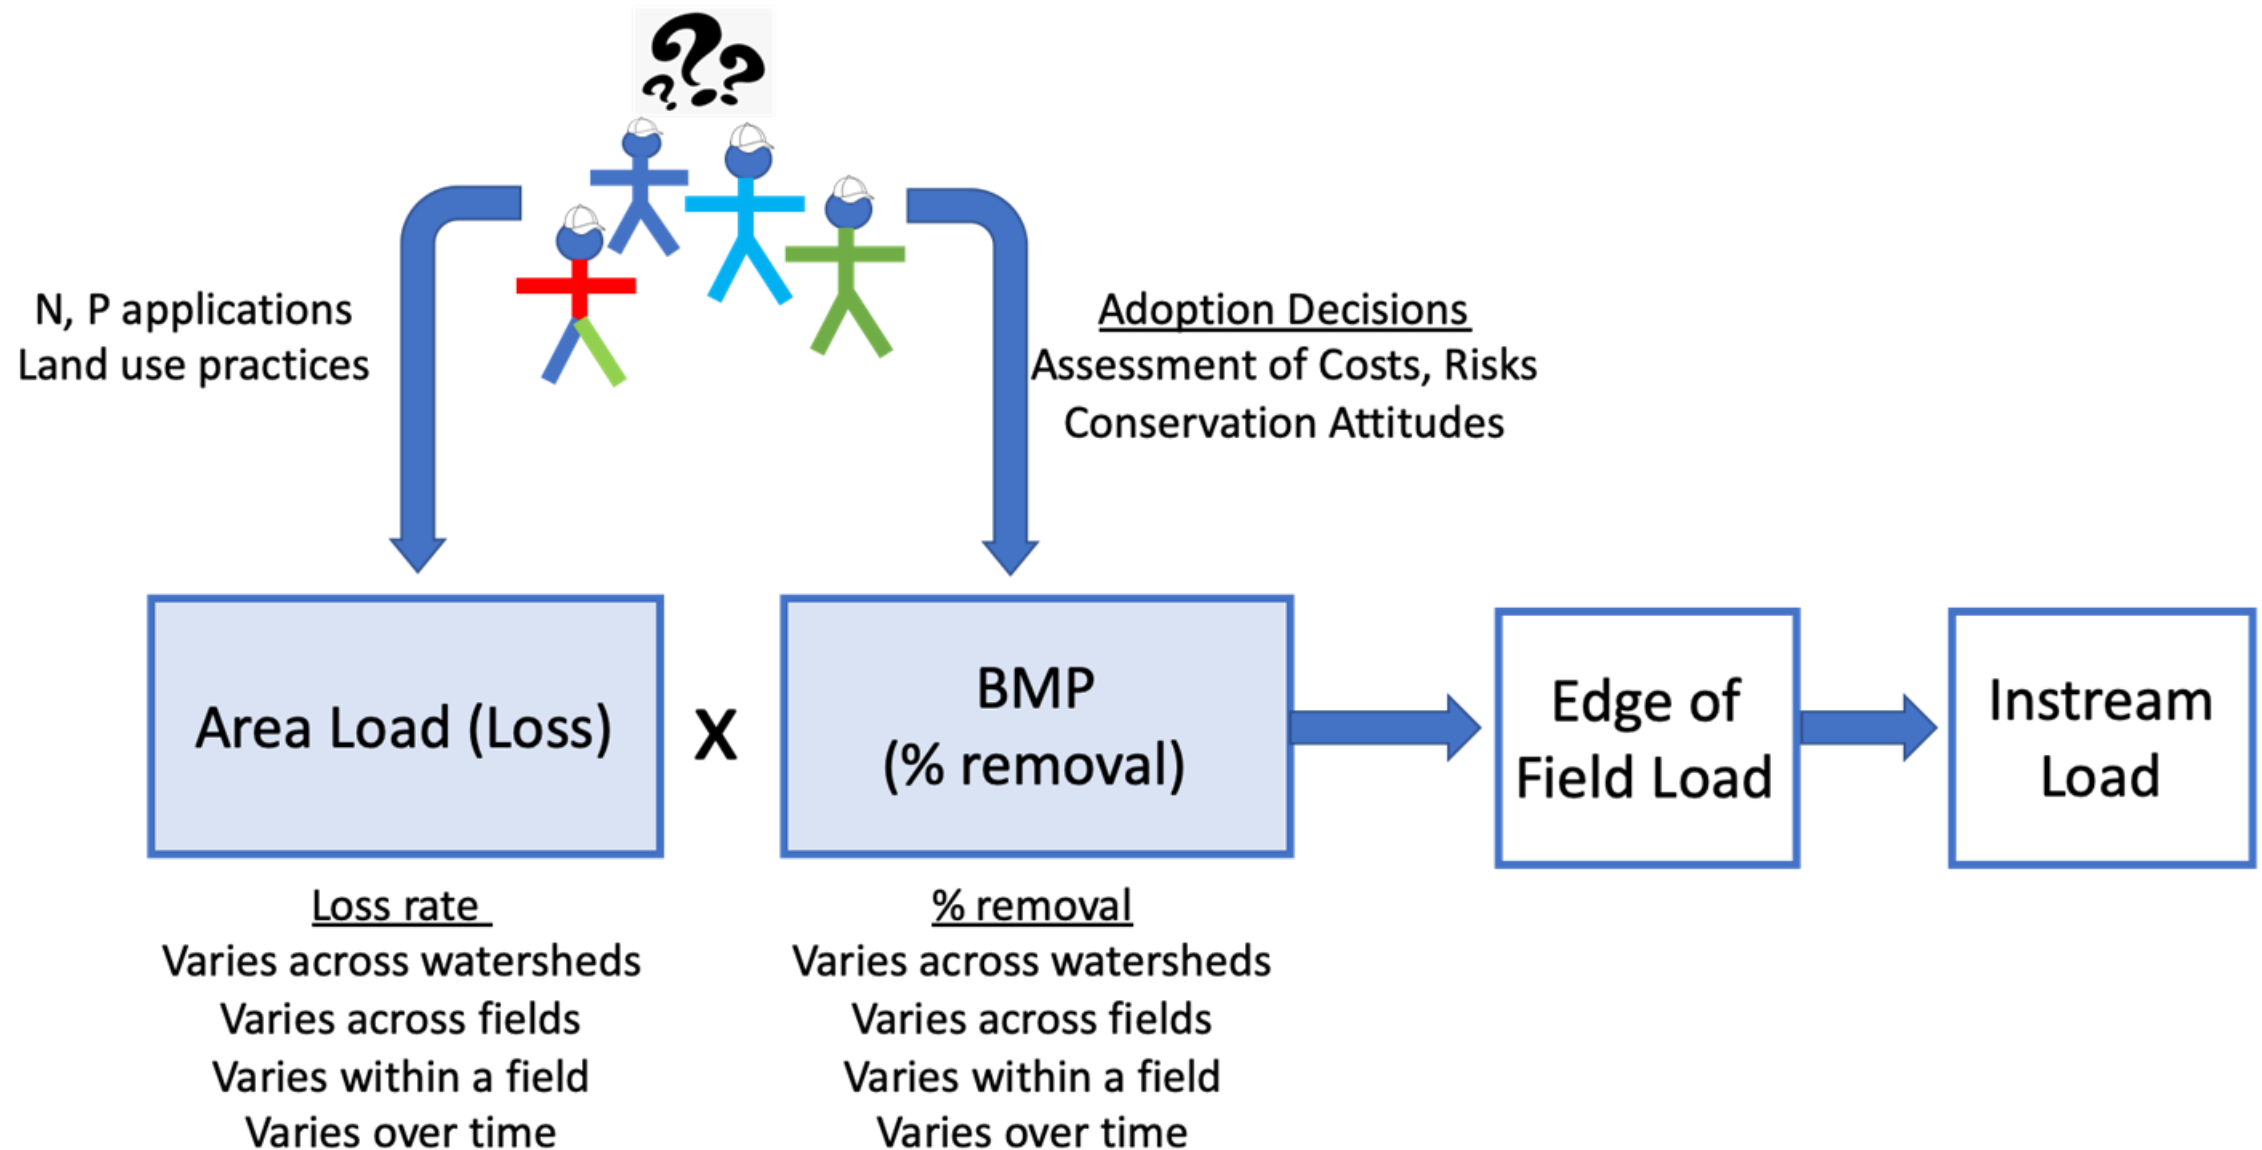 ???
N, P applications
Land use practices
Adoption Decisions
Assessment of Costs, Risks
Conservation Attitudes
Area Load (Loss)
X
BMP
(% removal)
Edge of
Field Load
Instream
Load
Loss rate
Varies across watersheds
Varies across fields
Varies within a field
Varies over time
% removal
Varies across watersheds
Varies across fields
Varies within a field
Varies over time